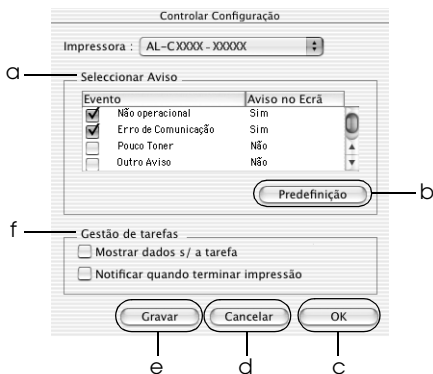 Controlar Configuração
Impressora : AL-CXXXX - XXXXX
a
Seleccionar Aviso
Evento Aviso no Ecrã
Não operacional Sim
Erro de Comunicação Sim
Pouco Toner Não
Outro Aviso Não
Predefinição
b
f
Gestão de tarefas
Mostrar dados s/ a tarefa
Notificar quando terminar impressão
Gravar Cancelar OK
e d c